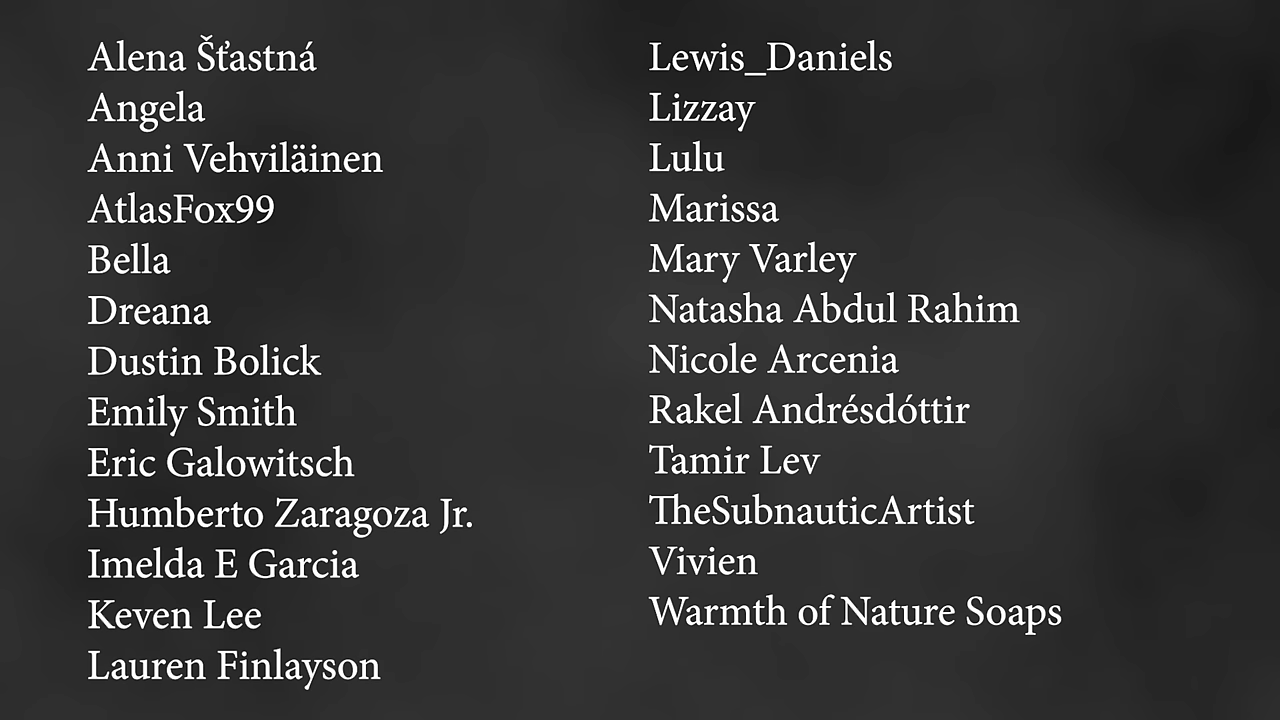 Alena Šťastná
Angela
Anni Vehviläinen
AtlasFox99
Bella
Dreana
Dustin Bolick
Emily Smith
Eric Galowitsch
Humberto Zaragoza Jr.
Imelda E Garcia
Keven Lee
Lauren Finlayson
Lewis_Daniels
Lizzay
Lulu
Marissa
Mary Varley
Natasha Abdul Rahim
Nicole Arcenia
Rakel Andrésdóttir
Tamir Lev
TheSubnauticArtist
Vivien
Warmth of Nature Soaps